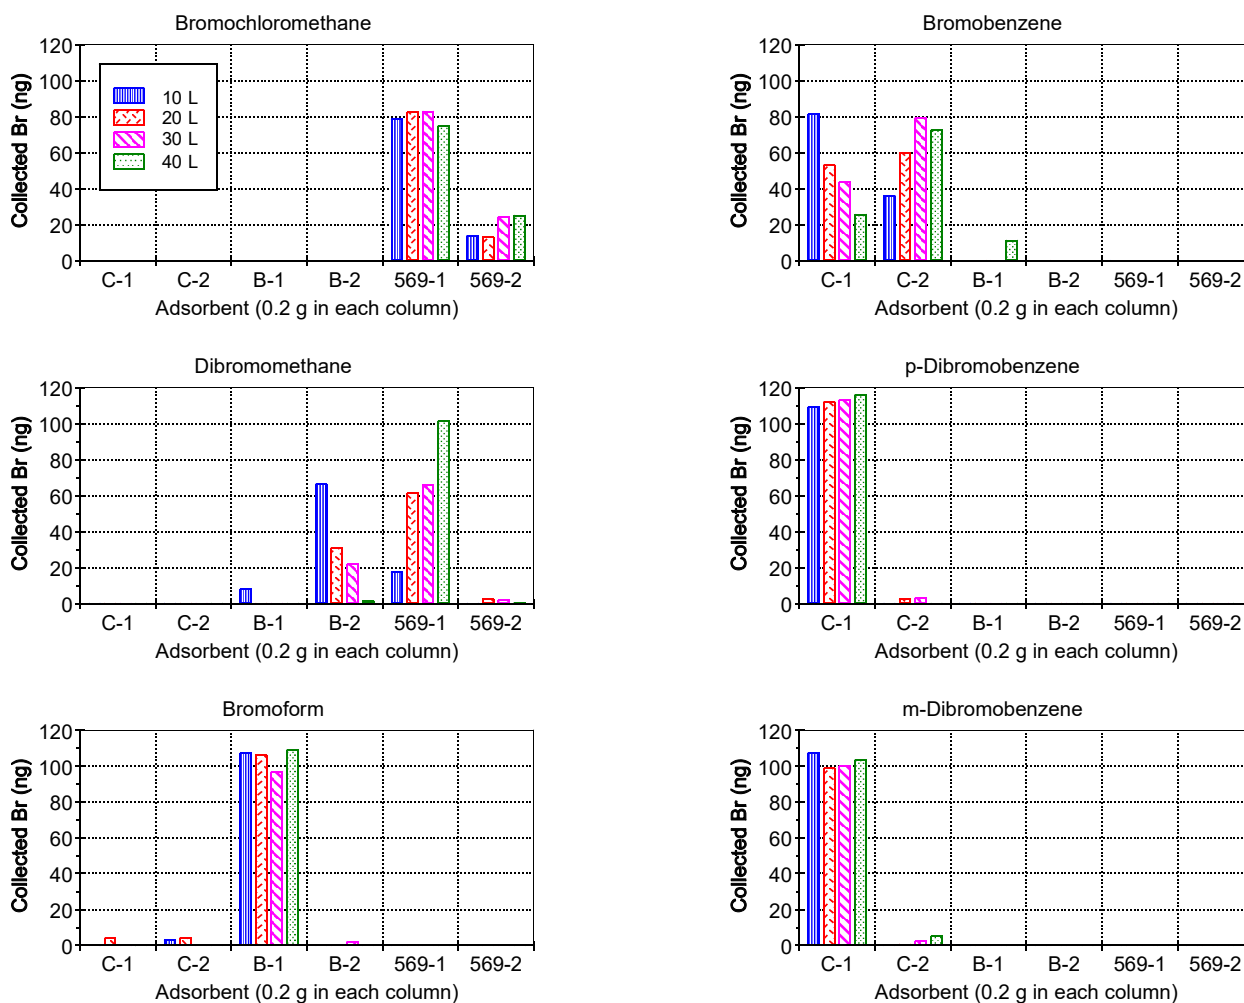 Bromochloromethane
120
100
80
60
40
20
0
Collected Br (ng)
10 L
20 L
30 L
40 L
C-1 C-2 B-1 B-2 569-1 569-2
Adsorbent (0.2 g in each column)
Bromobenzene
120
100
80
60
40
20
0
Collected Br (ng)
C-1 C-2 B-1 B-2 569-1 569-2
Adsorbent (0.2 g in each column)
Dibromomethane
120
100
80
60
40
20
0
Collected Br (ng)
C-1 C-2 B-1 B-2 569-1 569-2
Adsorbent (0.2 g in each column)
p-Dibromobenzene
120
100
80
60
40
20
0
Collected Br (ng)
C-1 C-2 B-1 B-2 569-1 569-2
Adsorbent (0.2 g in each column)
Bromoform
120
100
80
60
40
20
0
Collected Br (ng)
C-1 C-2 B-1 B-2 569-1 569-2
Adsorbent (0.2 g in each column)
m-Dibromobenzene
120
100
80
60
40
20
0
Collected Br (ng)
C-1 C-2 B-1 B-2 569-1 569-2
Adsorbent (0.2 g in each column)